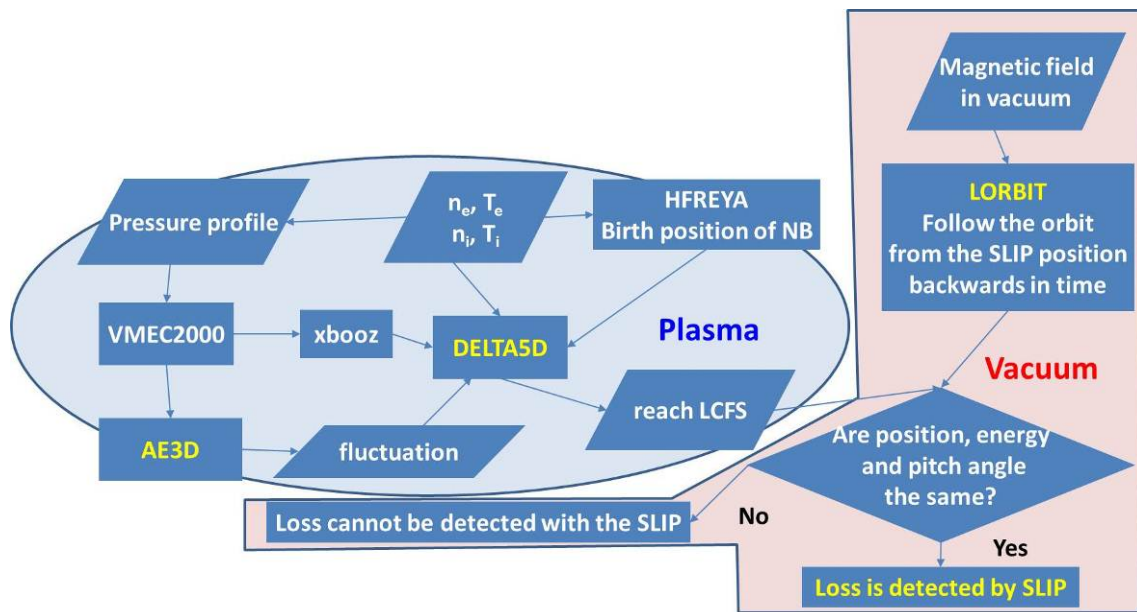 Magnetic field
in vacuum
LORBIT
Follow the orbit
from the SLIP position
backwards in time
Pressure profile
nₑ, Tₑ
nᵢ, Tᵢ
HFREYA
Birth position of NB
VMEC2000
xbooz
DELTA5D
Plasma
Vacuum
AE3D
fluctuation
reach LCFS
Are position, energy
and pitch angle
the same?
Loss cannot be detected with the SLIP
No
Yes
Loss is detected by SLIP